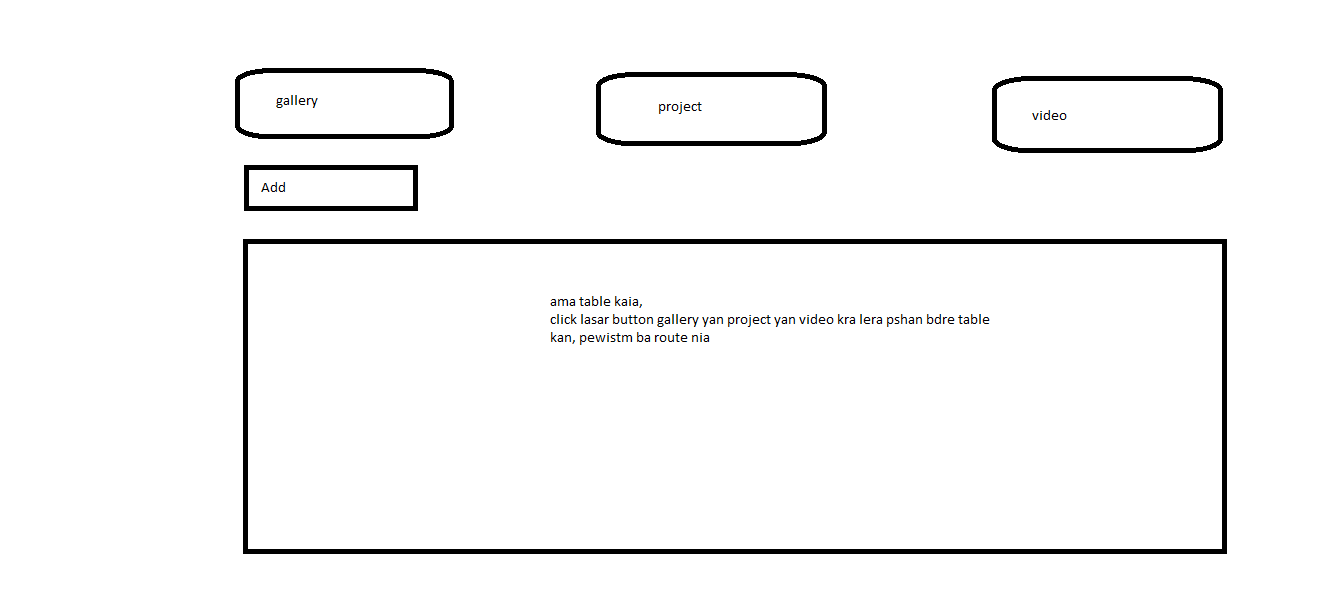 gallery
project
video
Add
ama table kaia,
click lasar button gallery yan project yan video kra lera pshan bdre table
kan, pewistm ba route nia